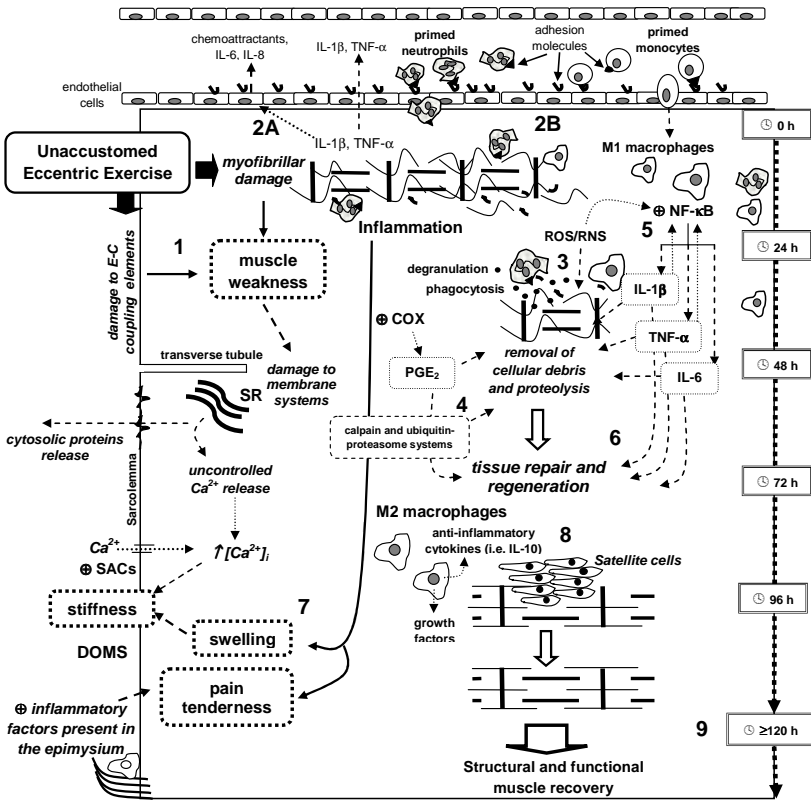 chemoattractants,
IL-6, IL-8
IL-1β, TNF-α
primed
neutrophils
adhesion
molecules
primed
monocytes
endothelial
cells
2A
IL-1β, TNF-α
2B
0 h
Unaccustomed
Eccentric Exercise
myofibrillar
damage
M1 macrophages
⊕ NF-κB
Inflammation
5
ROS/RNS
24 h
damage to E-C
coupling elements
1
muscle
weakness
3
degranulation
phagocytosis
IL-1β
⊕ COX
TNF-α
transverse tubule
damage to
membrane
systems
PGE2
removal of
cellular debris
and proteolysis
IL-6
48 h
SR
4
cytosolic proteins
release
calpain and ubiquitin-
proteasome systems
6
uncontrolled
Ca2+ release
tissue repair and
regeneration
72 h
Sarcolemma
M2 macrophages
anti-inflammatory
cytokines (i.e. IL-10)
8
Satellite cells
Ca2+
↑[Ca2+]i
⊕ SACs
stiffness
7
96 h
growth
factors
swelling
DOMS
pain
tenderness
⊕ inflammatory
factors present in
the epimysium
9
≥120 h
Structural and functional
muscle recovery